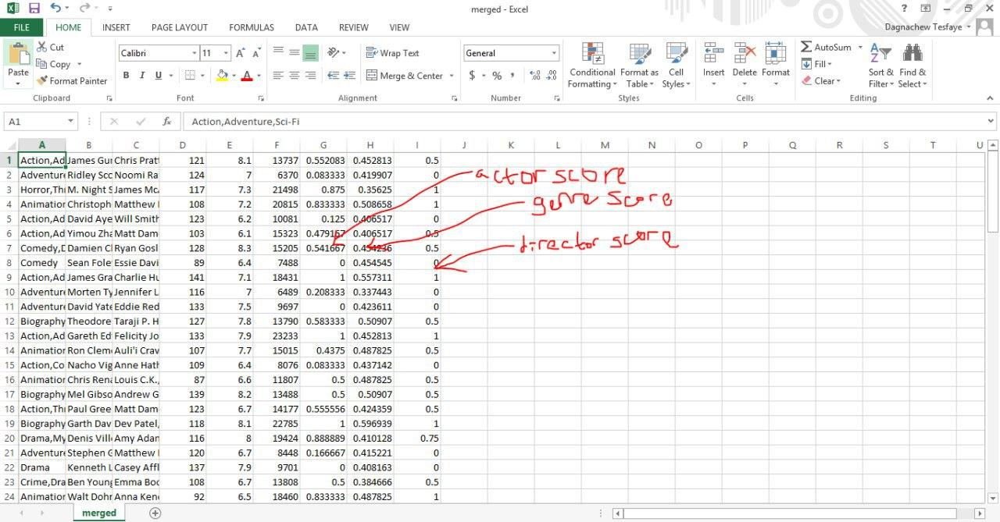 merged - Excel
FILE HOME INSERT PAGE LAYOUT FORMULAS DATA REVIEW VIEW Dagnachew Tesfaye
Paste Cut Copy Format Painter Clipboard
Calibri 11 A A B I U A Font
Wrap Text Merge & Center Alignment
General $ % , Number
Conditional Formatting Format as Table Cell Styles Styles
Insert Delete Format Cells
AutoSum Fill Clear Sort & Filter Find & Select Editing
A1 fx Action,Adventure,Sci-Fi
A B C D E F G H I J K L M N O P Q R S T U
1 Action,Ad James Gu Chris Prat 121 8.1 13737 0.552083 0.452813 0.5
2 Adventur Ridley Sco Noomi Ra 124 7 6370 0.083333 0.419907 0
3 Horror,Th M. Night S James Mc 117 7.3 21498 0.875 0.35625 1
4 Animation Christoph Matthew 108 7.2 20815 0.833333 0.508658 1
5 Action,Ad David Aye Will Smith 123 6.2 10081 0.125 0.406517 0
6 Action,Ad Yimou Zha Matt Dam 103 6.1 15323 0.479167 0.406517 0.5
7 Comedy,D Damien C Ryan Gosl 128 8.3 15205 0.541667 0.454236 0.5
8 Comedy Sean Fole Essie Davi 89 6.4 7488 0 0.454545 0
9 Action,Ad James Gra Charlie Hu 141 7.1 18431 1 0.557311 1
10 Adventur Morten Ty Jennifer L 116 7 6489 0.208333 0.337443 0
11 Adventur David Yate Eddie Red 133 7.5 9697 0 0.423611 0
12 Biography Theodore Taraji P. H 127 7.8 13790 0.583333 0.50907 0.5
13 Action,Ad Gareth Ed Felicity Jo 133 7.9 23233 1 0.452813 1
14 Animation Ron Clem Auli'i Crav 107 7.7 15015 0.4375 0.487825 0.5
15 Action,Co Nacho Vig Anne Hath 109 6.4 8076 0.083333 0.437142 0
16 Animation Chris Rena Louis C.K., 87 6.6 11807 0.5 0.487825 0.5
17 Biography Mel Gibso Andrew G 139 8.2 13488 0.5 0.50907 0.5
18 Action,Th Paul Gree Matt Dam 123 6.7 14177 0.555556 0.424359 0.5
19 Biography Garth Dav Dev Patel, 118 8.1 22785 1 0.596939 1
20 Drama,My Denis Vill Amy Adan 116 8 19424 0.888889 0.410128 0.75
21 Adventur Stephen G Matthew 120 6.7 8448 0.166667 0.415221 0
22 Drama Kenneth L Casey Affl 137 7.9 9701 0 0.408163 0
23 Crime,Dra Ben Young Emma Boo 108 6.7 13808 0.5 0.384666 0.5
24 Animation Walt Dohr Anna Ken 92 6.5 18460 0.833333 0.487825 1
actor score
genre score
director score
merged